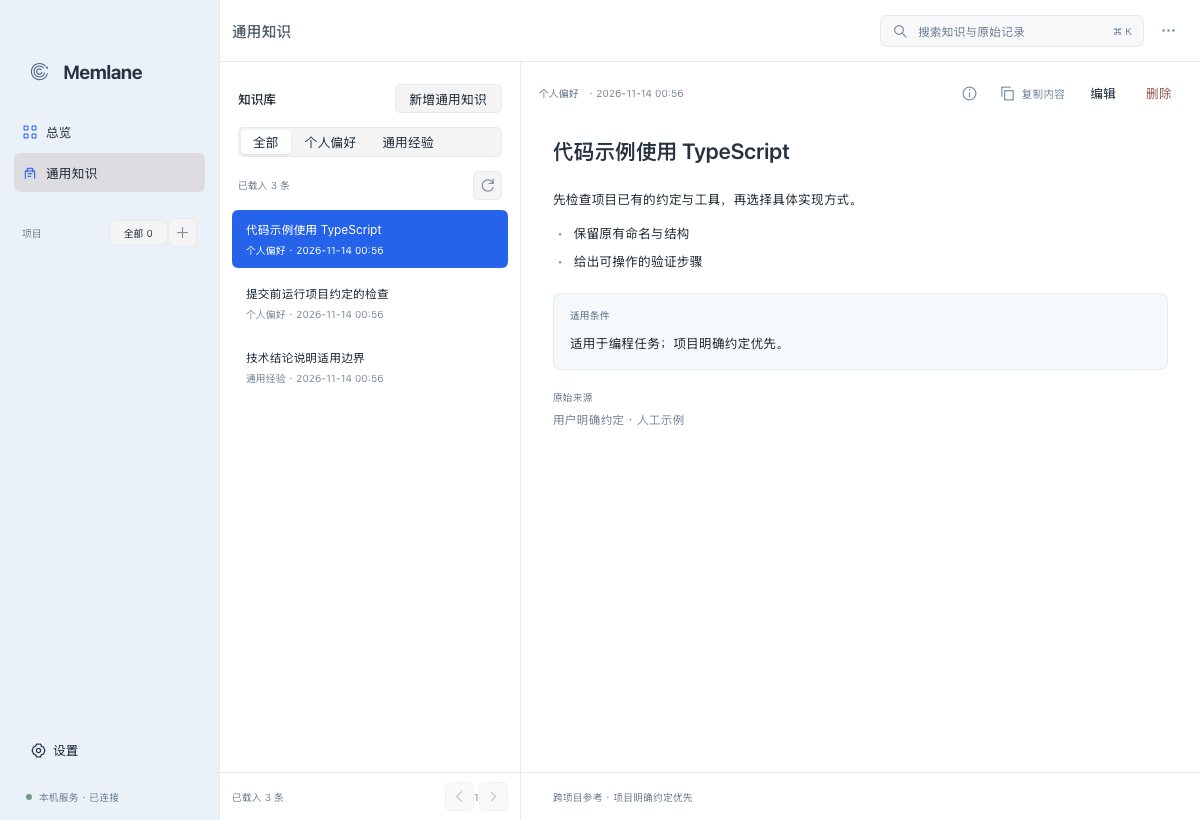 通用知识
搜索知识与原始记录
⌘ K
Memlane
总览
通用知识
项目
全部 0
设置
本机服务 · 已连接
知识库
新增通用知识
全部
个人偏好
通用经验
已载入 3 条
代码示例使用 TypeScript
个人偏好 · 2026-11-14 00:56
提交前运行项目约定的检查
个人偏好 · 2026-11-14 00:56
技术结论说明适用边界
通用经验 · 2026-11-14 00:56
已载入 3 条
1
个人偏好 · 2026-11-14 00:56
复制内容
编辑
删除
代码示例使用 TypeScript
先检查项目已有的约定与工具，再选择具体实现方式。
• 保留原有命名与结构
• 给出可操作的验证步骤
适用条件
适用于编程任务；项目明确约定优先。
原始来源
用户明确约定 · 人工示例
跨项目参考 · 项目明确约定优先